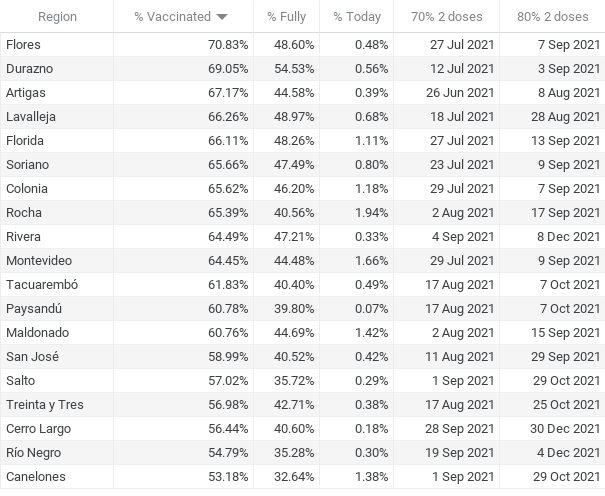 Region % Vaccinated % Fully % Today 70% 2 doses 80% 2 doses
Flores 70.83% 48.60% 0.48% 27 Jul 2021 7 Sep 2021
Durazno 69.05% 54.53% 0.56% 12 Jul 2021 3 Sep 2021
Artigas 67.17% 44.58% 0.39% 26 Jun 2021 8 Aug 2021
Lavalleja 66.26% 48.97% 0.68% 18 Jul 2021 28 Aug 2021
Florida 66.11% 48.26% 1.11% 27 Jul 2021 13 Sep 2021
Soriano 65.66% 47.49% 0.80% 23 Jul 2021 9 Sep 2021
Colonia 65.62% 46.20% 1.18% 29 Jul 2021 7 Sep 2021
Rocha 65.39% 40.56% 1.94% 2 Aug 2021 17 Sep 2021
Rivera 64.49% 47.21% 0.33% 4 Sep 2021 8 Dec 2021
Montevideo 64.45% 44.48% 1.66% 29 Jul 2021 9 Sep 2021
Tacuarembó 61.83% 40.40% 0.49% 17 Aug 2021 7 Oct 2021
Paysandú 60.78% 39.80% 0.07% 17 Aug 2021 7 Oct 2021
Maldonado 60.76% 44.69% 1.42% 2 Aug 2021 15 Sep 2021
San José 58.99% 40.52% 0.42% 11 Aug 2021 29 Sep 2021
Salto 57.02% 35.72% 0.29% 1 Sep 2021 29 Oct 2021
Treinta y Tres 56.98% 42.71% 0.38% 17 Aug 2021 25 Oct 2021
Cerro Largo 56.44% 40.60% 0.18% 28 Sep 2021 30 Dec 2021
Río Negro 54.79% 35.28% 0.30% 19 Sep 2021 4 Dec 2021
Canelones 53.18% 32.64% 1.38% 1 Sep 2021 29 Oct 2021